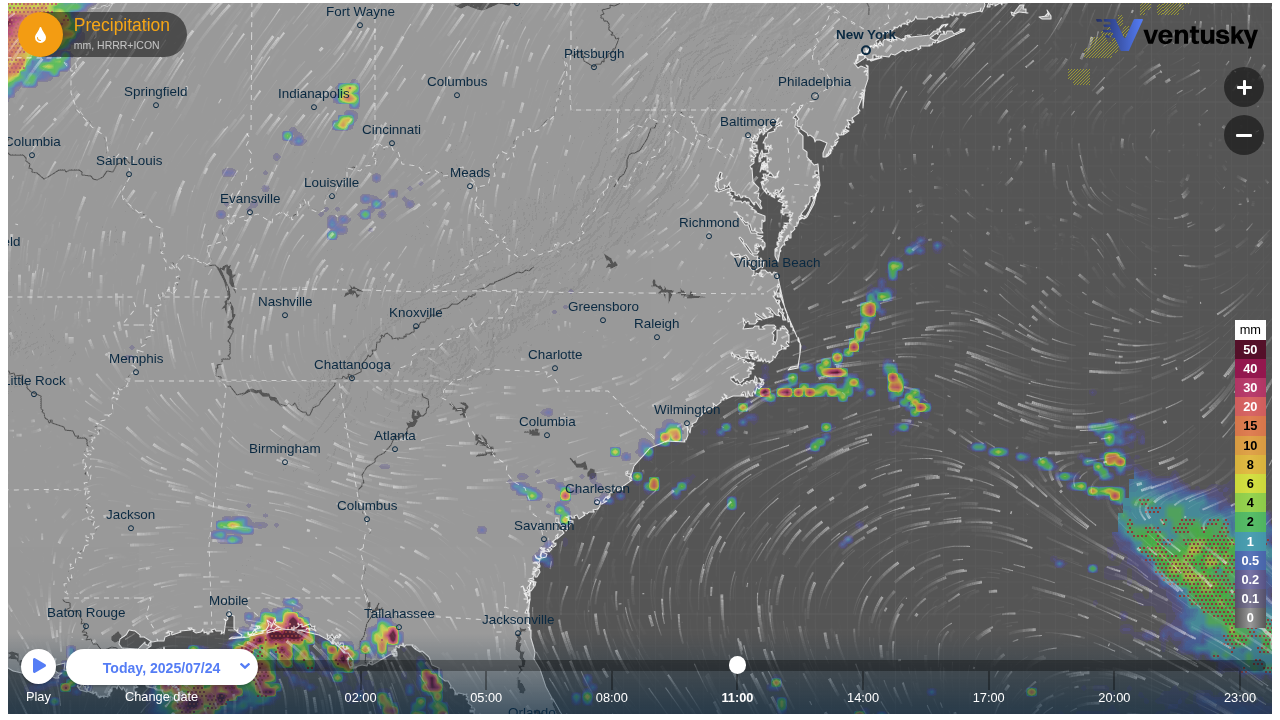 Precipitation
mm, HRRR+ICON
ventusky
Fort Wayne
New York
Pittsburgh
Columbus
Philadelphia
Springfield
Indianapolis
Baltimore
Cincinnati
Columbia
Saint Louis
Meads
Louisville
Evansville
Richmond
eld
Virginia Beach
Nashville
Greensboro
Knoxville
Raleigh
Charlotte
Memphis
Chattanooga
Little Rock
Wilmington
Columbia
Atlanta
Birmingham
Charleston
Columbus
Jackson
Savannah
Mobile
Baton Rouge
Tallahassee
Jacksonville
Orlando
mm
50
40
30
20
15
10
8
6
4
2
1
0.5
0.2
0.1
0
Today, 2025/07/24
Play
Change date
02:00
05:00
08:00
11:00
14:00
17:00
20:00
23:00